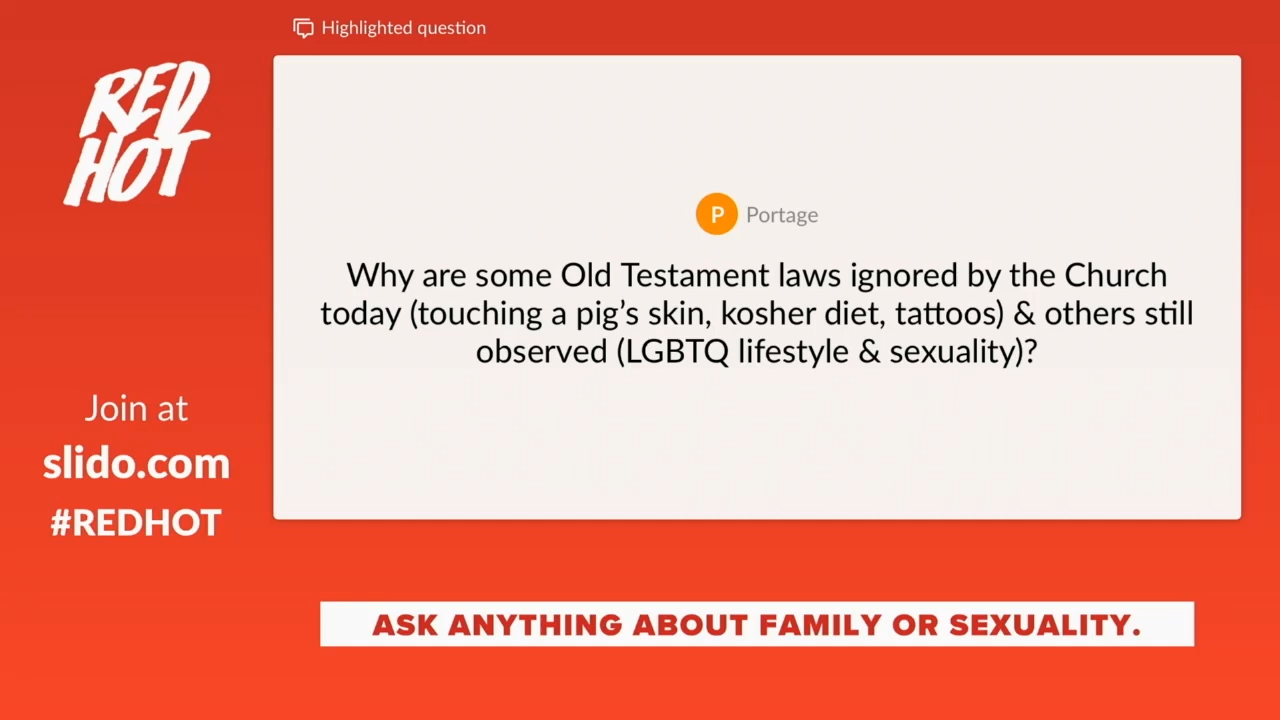 Highlighted question
RED
HOT
P Portage
Why are some Old Testament laws ignored by the Church
today (touching a pig’s skin, kosher diet, tattoos) & others still
observed (LGBTQ lifestyle & sexuality)?
Join at
slido.com
#REDHOT
ASK ANYTHING ABOUT FAMILY OR SEXUALITY.